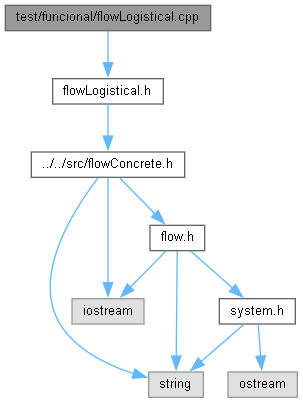 test/funcional/flowLogistical.cpp
flowLogistical.h
../../src/flowConcrete.h
flow.h
iostream
system.h
string
ostream